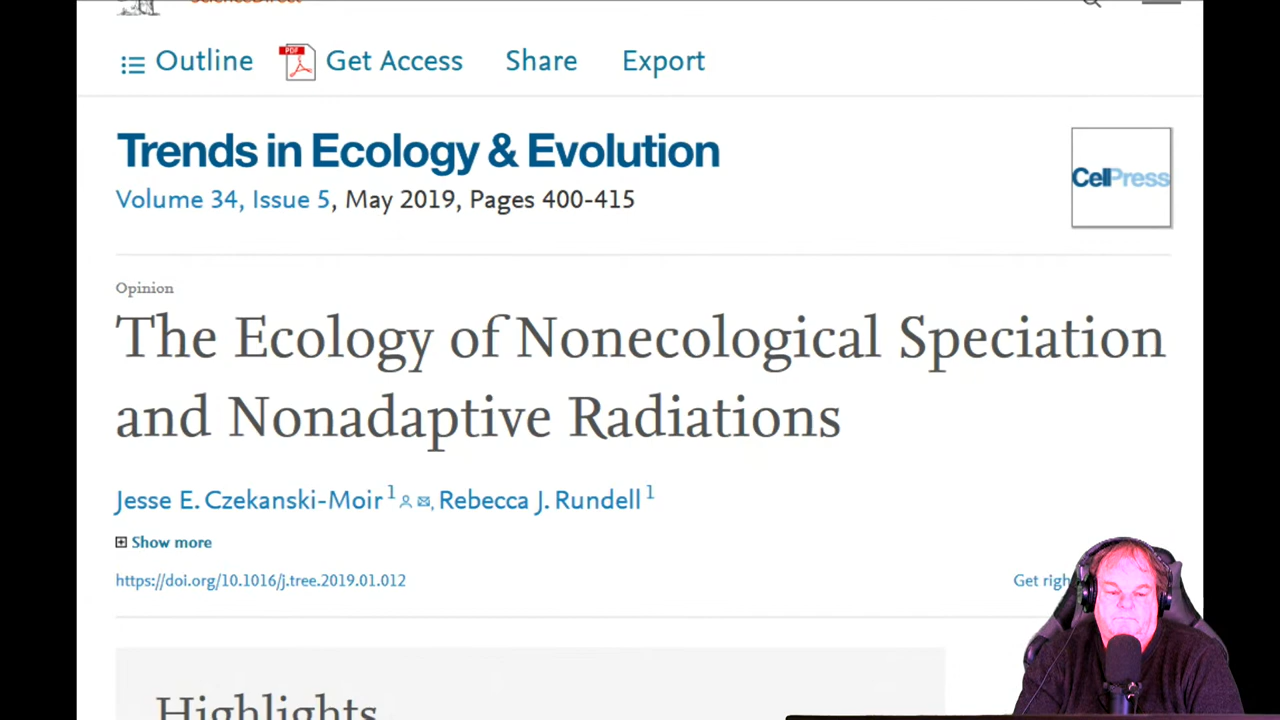 Outline
PDF
Get Access
Share
Export
Trends in Ecology & Evolution
CellPress
Volume 34, Issue 5, May 2019, Pages 400-415
Opinion
The Ecology of Nonecological Speciation
and Nonadaptive Radiations
Jesse E. Czekanski-Moir 1, Rebecca J. Rundell 1
Show more
https://doi.org/10.1016/j.tree.2019.01.012
Get
Highlights